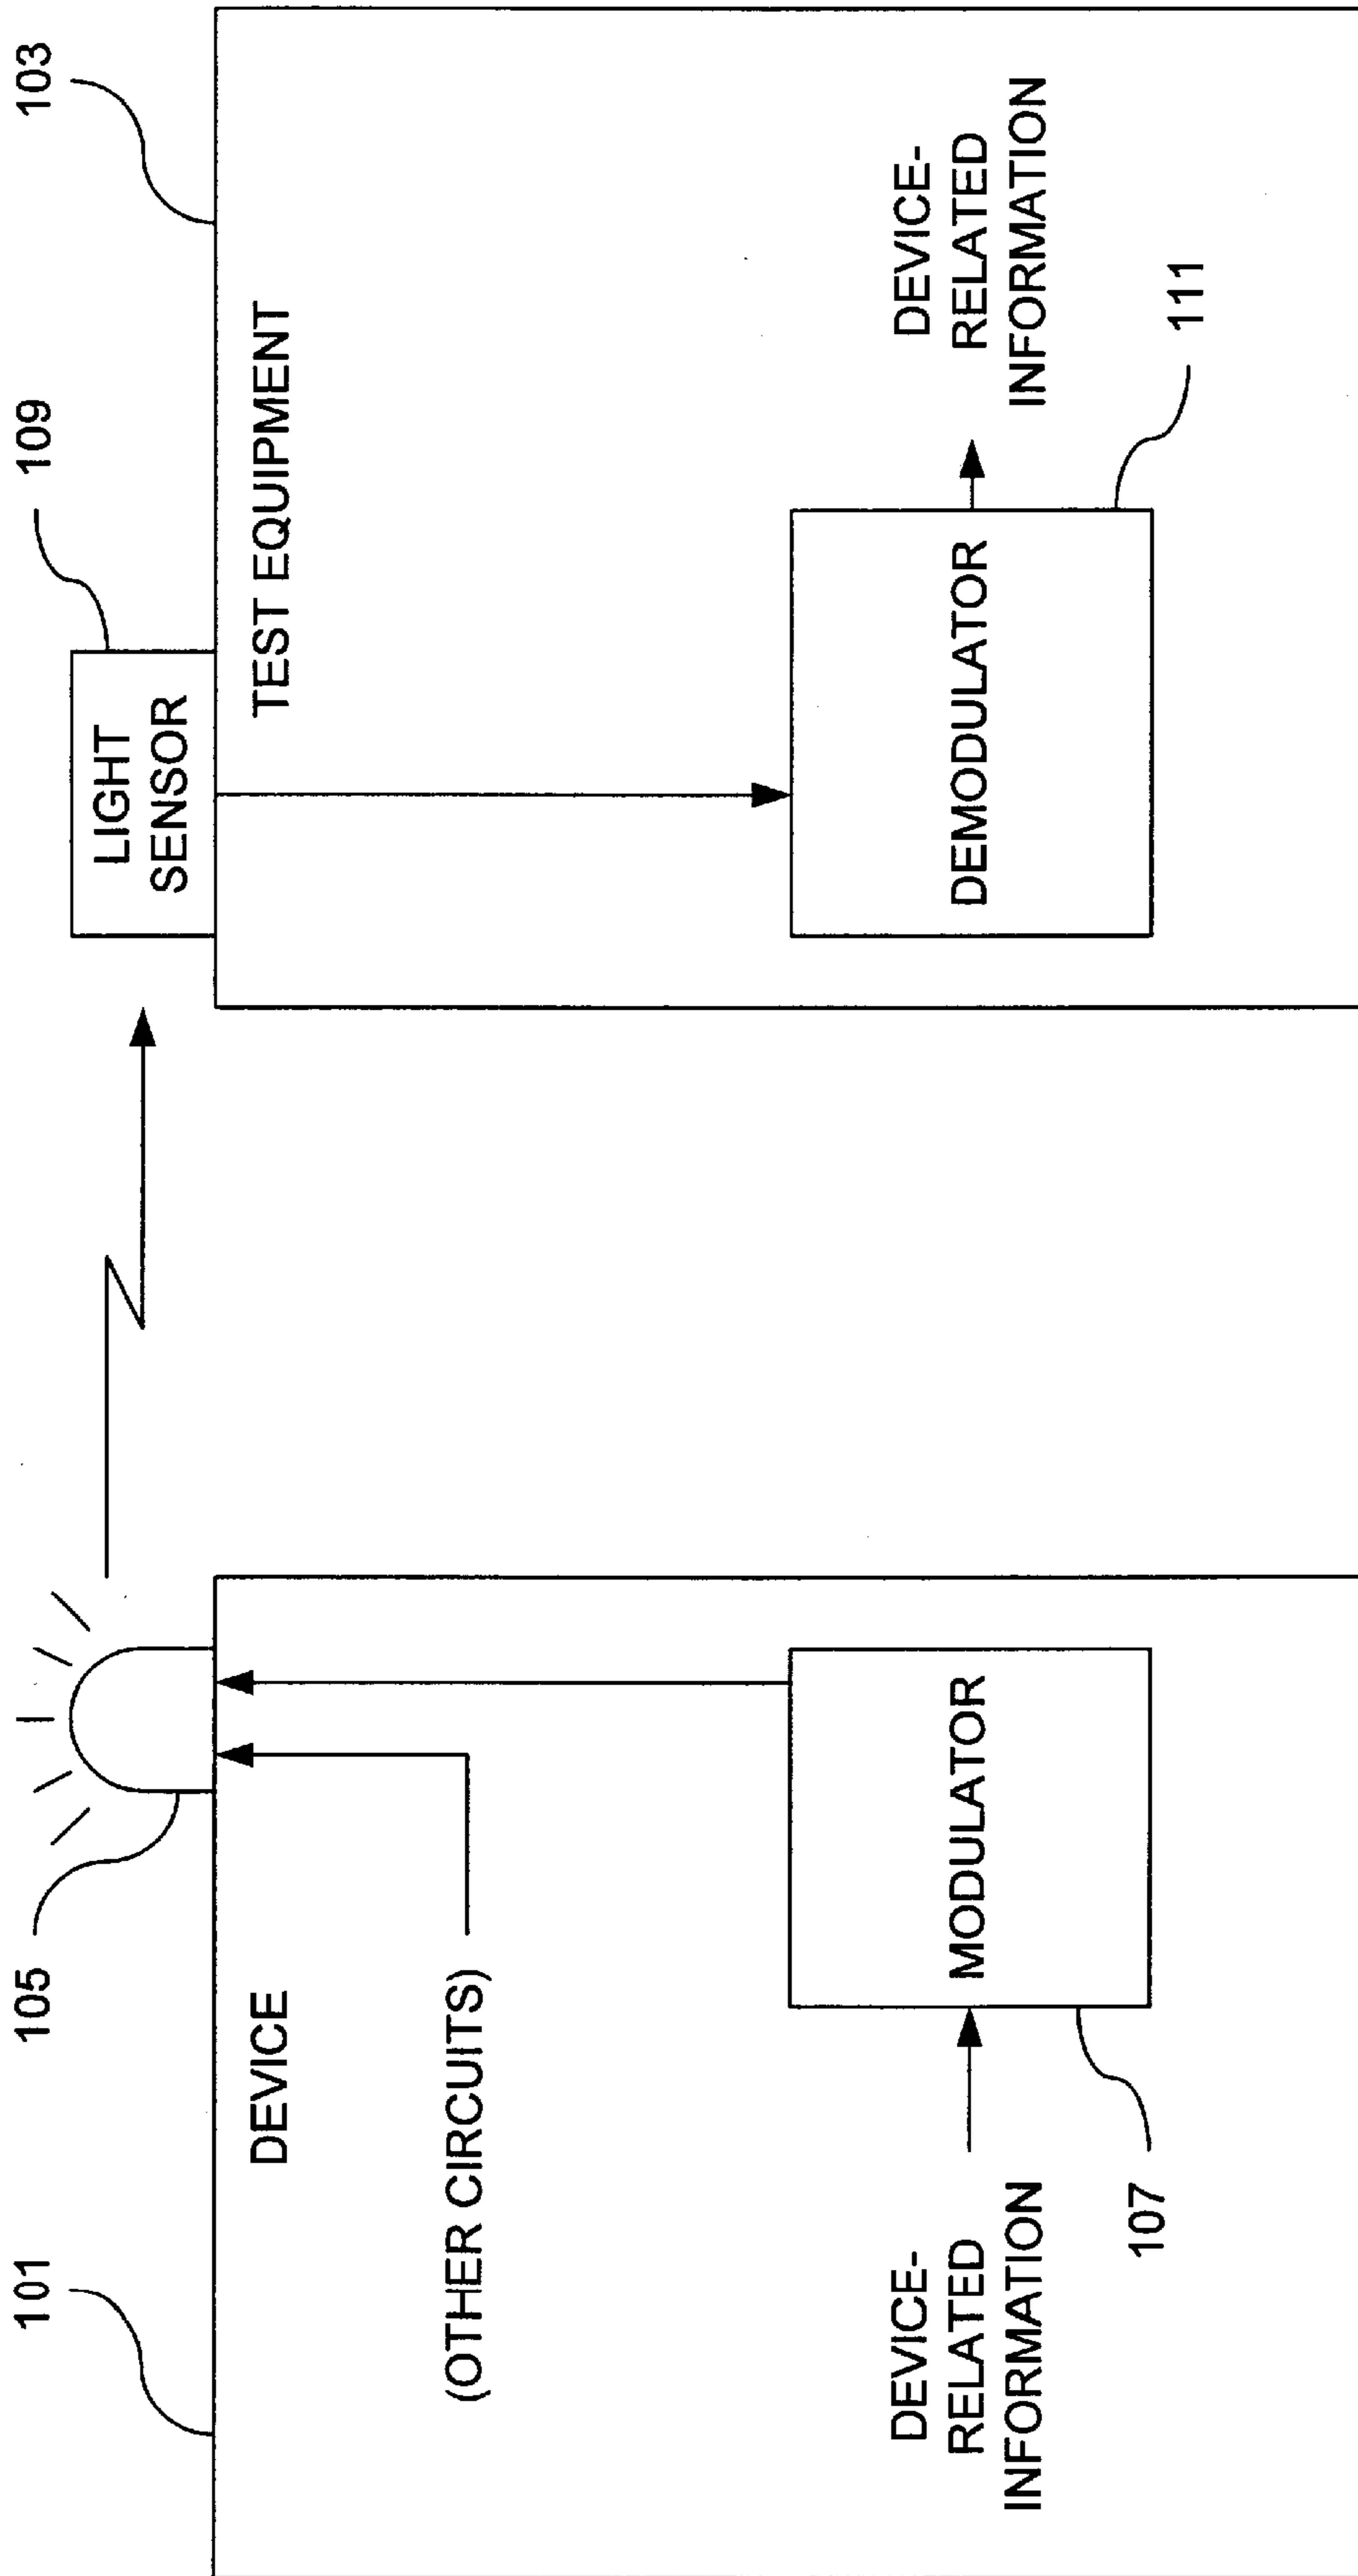 101
105
DEVICE
(OTHER CIRCUITS)
DEVICE-
RELATED
INFORMATION
MODULATOR
107
109
103
LIGHT
SENSOR
TEST EQUIPMENT
DEMODULATOR
DEVICE-
RELATED
INFORMATION
111